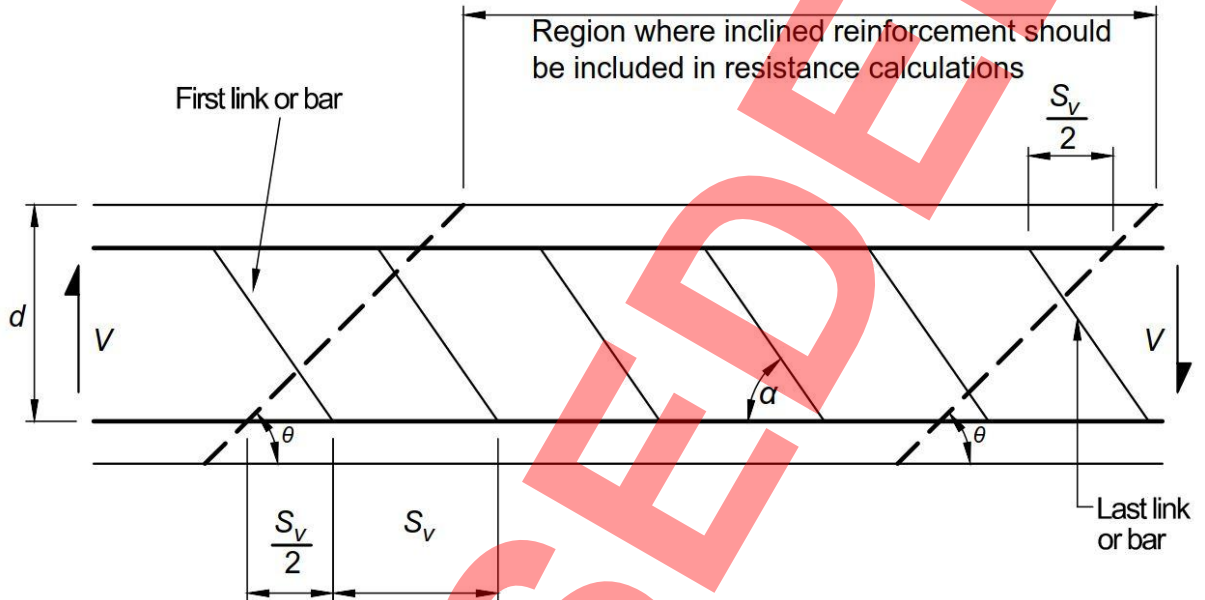 Region where inclined reinforcement should
be included in resistance calculations
First link or bar
S_v
2
d
V
V
α
θ
θ
S_v
2
S_v
Last link
or bar
SEDE